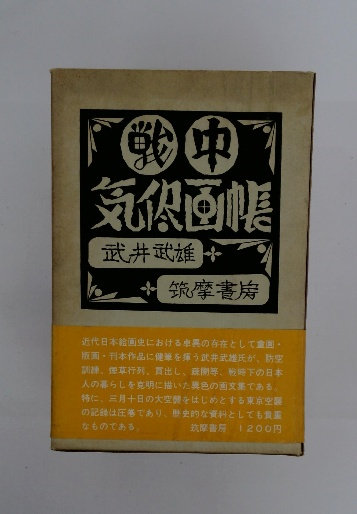 戦中
気侭画帳
武井武雄
筑摩書房
近代日本絵画史における卓異の存在として童画・
版画・刊本作品に健筆を揮う武井武雄氏が、防空
訓練、煙草行列、買出し、疎開等、戦時下の日本
人の暮らしを克明に描いた異色の画文集である。
特に、三月十日の大空襲をはじめとする東京空襲
の記録は圧巻であり、歴史的な資料としても貴重
なものである。 筑摩書房 1200円